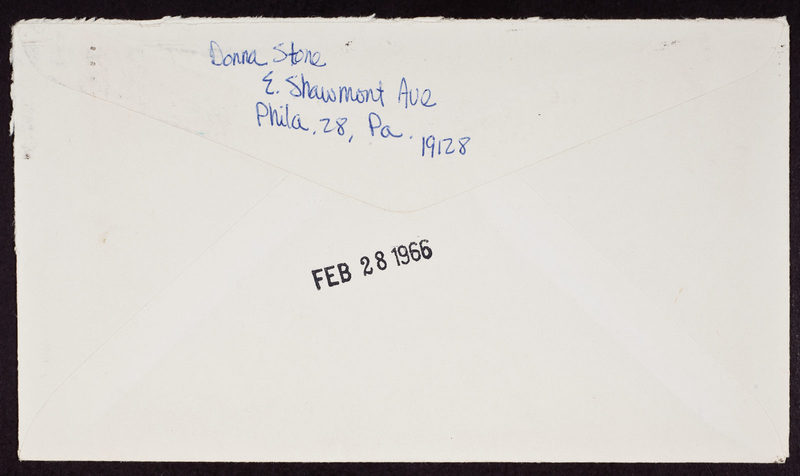 Donna Stone
E. Shawmont Ave
Phila. 28, Pa.
19128
FEB 28 1966